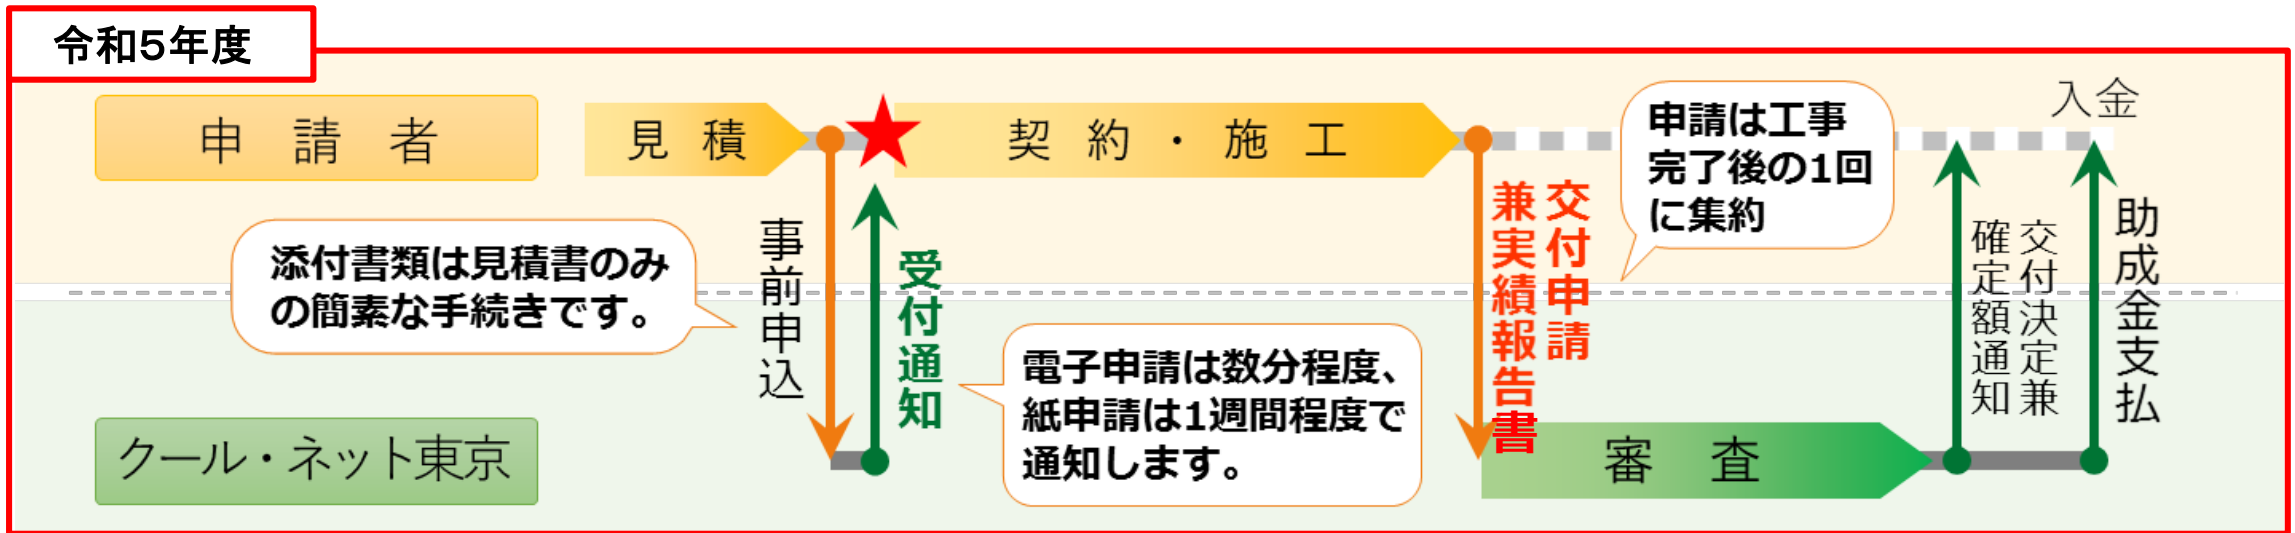 令和5年度
申請者
見積
契約・施工
申請は工事
完了後の1回
に集約
入金
添付書類は見積書のみ
の簡素な手続きです。
事前申込
受付通知
電子申請は数分程度、
紙申請は1週間程度で
通知します。
交付申請
兼実績報告書
交付決定兼
確定額通知
助成金支払
クール・ネット東京
審査